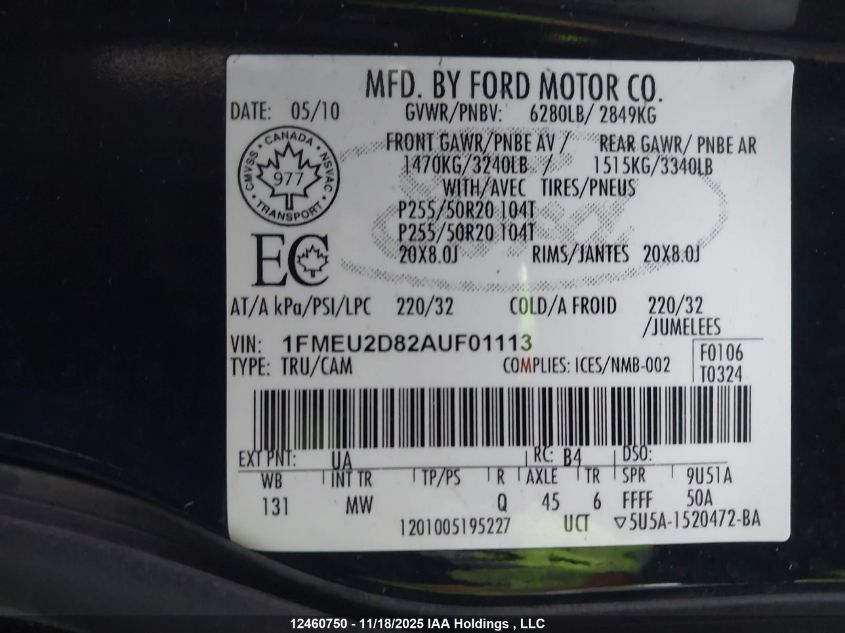 MFD. BY FORD MOTOR CO.
DATE: 05/10 GVWR/PNBV: 6280LB/ 2849KG
FRONT GAWR/PNBE AV / REAR GAWR/ PNBE AR
1470KG/3240LB / 1515KG/3340LB
WITH/AVEC TIRES/PNEUS
CANADA
CMVSS 977 NSVAC
TRANSPORT
P255/50R20 104T
P255/50R20 104T
EC 20X8.0J RIMS/JANTES 20X8.0J
AT/A kPa/PSI/LPC 220/32 COLD/A FROID 220/32
/JUMELEES
VIN: 1FMEU2D82AUF01113
TYPE: TRU/CAM COMPLIES: ICES/NMB-002
F0106
T0324
EXT PNT: UA RC: B4 DSO:
WB INT TR TP/PS R AXLE TR SPR 9U51A
131 MW Q 45 6 FFFF 50A
1201005195227 UCT ▽5U5A-1520472-BA
12460750 - 11/18/2025 IAA Holdings , LLC